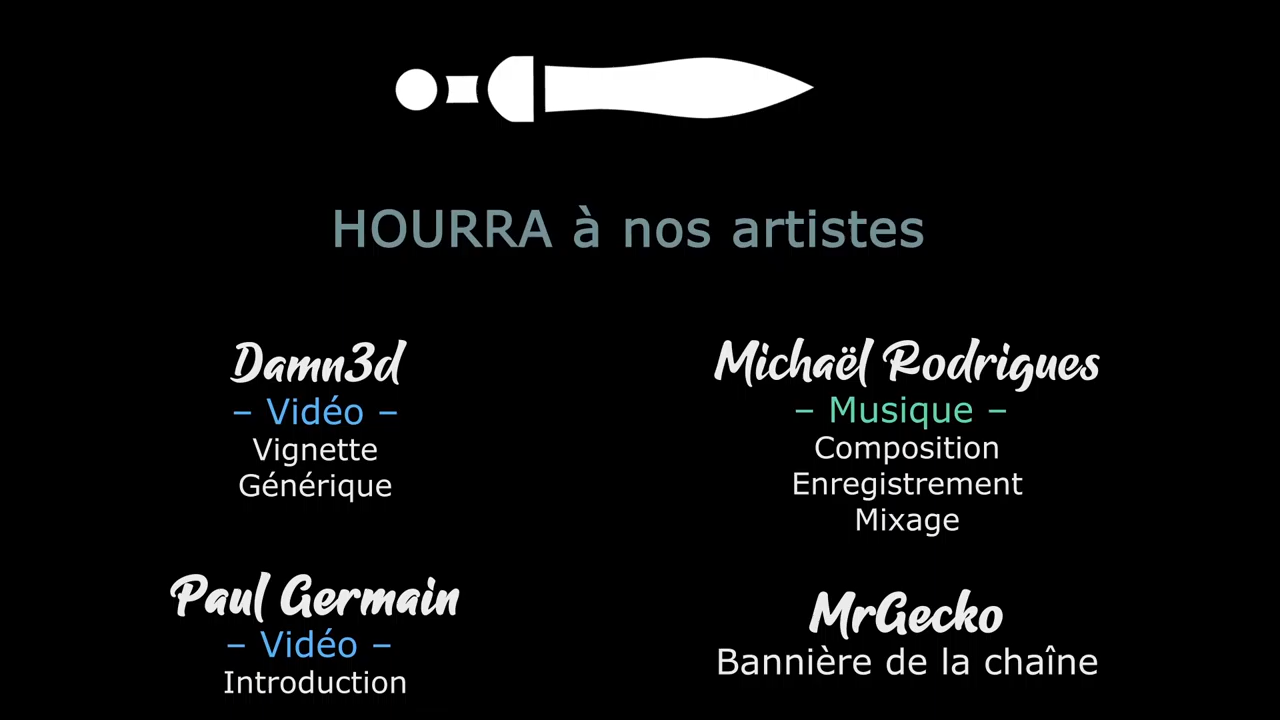 HOURRA à nos artistes
Damn3d
– Vidéo –
Vignette
Générique
Michaël Rodrigues
– Musique –
Composition
Enregistrement
Mixage
Paul Germain
– Vidéo –
Introduction
MrGecko
Bannière de la chaîne